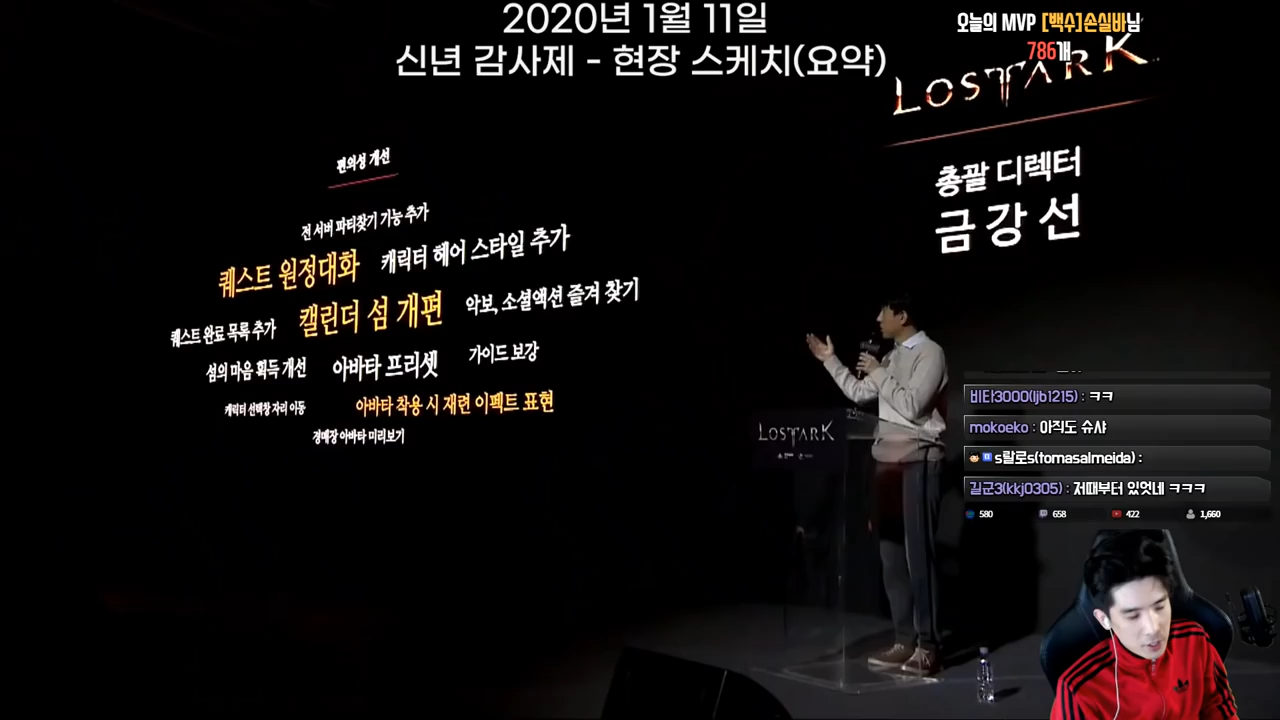 2020년 1월 11일
신년 감사제 - 현장 스케치(요약)
오늘의 MVP [백수]손실바님
786개
LOSTARK
총괄 디렉터
금강선
편의성 개선
전 서버 파티찾기 기능 추가
퀘스트 원정대화 캐릭터 헤어 스타일 추가
퀘스트 완료 목록 추가 캘린더 섬 개편 악보, 소셜액션 즐겨 찾기
섬의 마음 획득 개선 아바타 프리셋 가이드 보강
캐릭터 선택창 자리 이동 아바타 착용 시 재련 이펙트 표현
경매장 아바타 미리보기
LOSTARK
비타3000(ljb1215) : ㅋㅋ
mokoeko : 아직도 슈샤
s랄로s(tomasalmeida) :
길군3(kkj0305) : 저때부터 있엇네 ㅋㅋㅋ
580 658 422 1,660